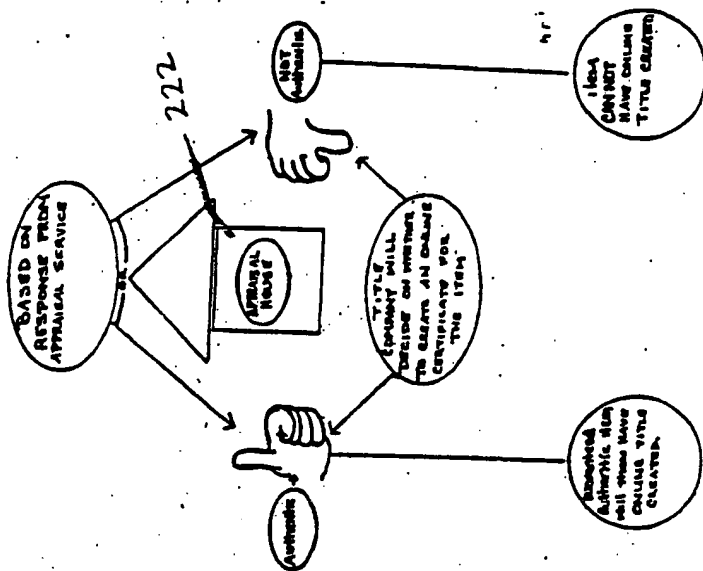 BASED ON
RESPONSE FROM
APPRAISAL SERVICE
OR
222
APPRAISAL
HOUSE
Authentic
NOT
Authentic
TITLE
COMPANY WILL
DECIDE ON WHETHER
TO CREATE AN ONLINE
CERTIFICATE FOR
THE ITEM
Authentic item
will then have
ONLINE TITLE
CREATED.
Item
CANNOT
HAVE ONLINE
TITLE CREATED